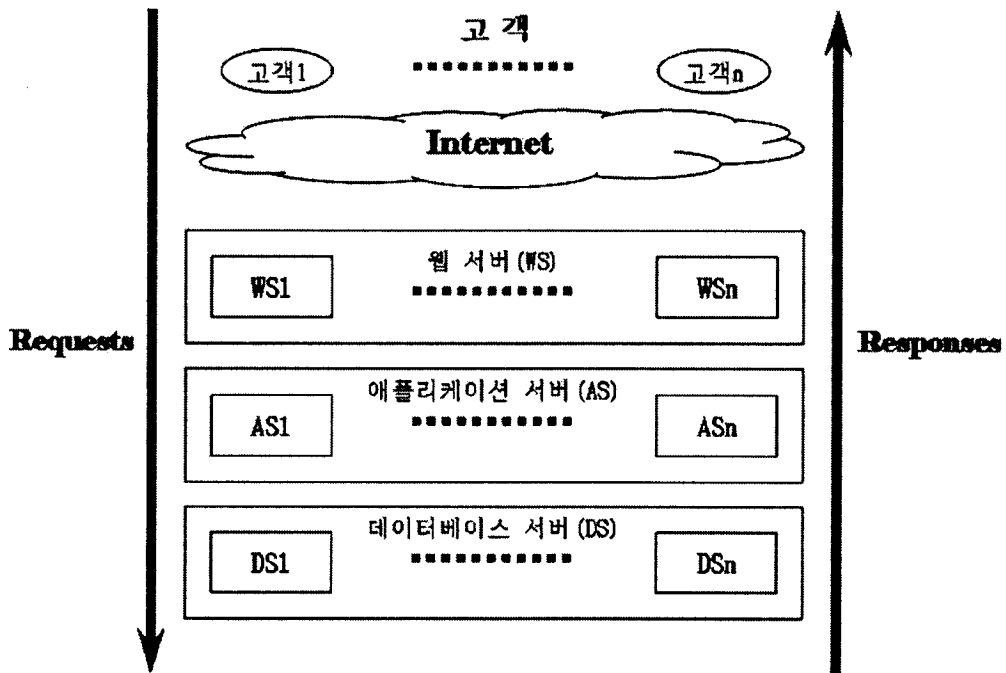 고 객
고객1
고객n
Internet
웹 서버(WS)
WS1
WSn
Requests
Responses
애플리케이션 서버(AS)
AS1
ASn
데이터베이스 서버(DS)
DS1
DSn